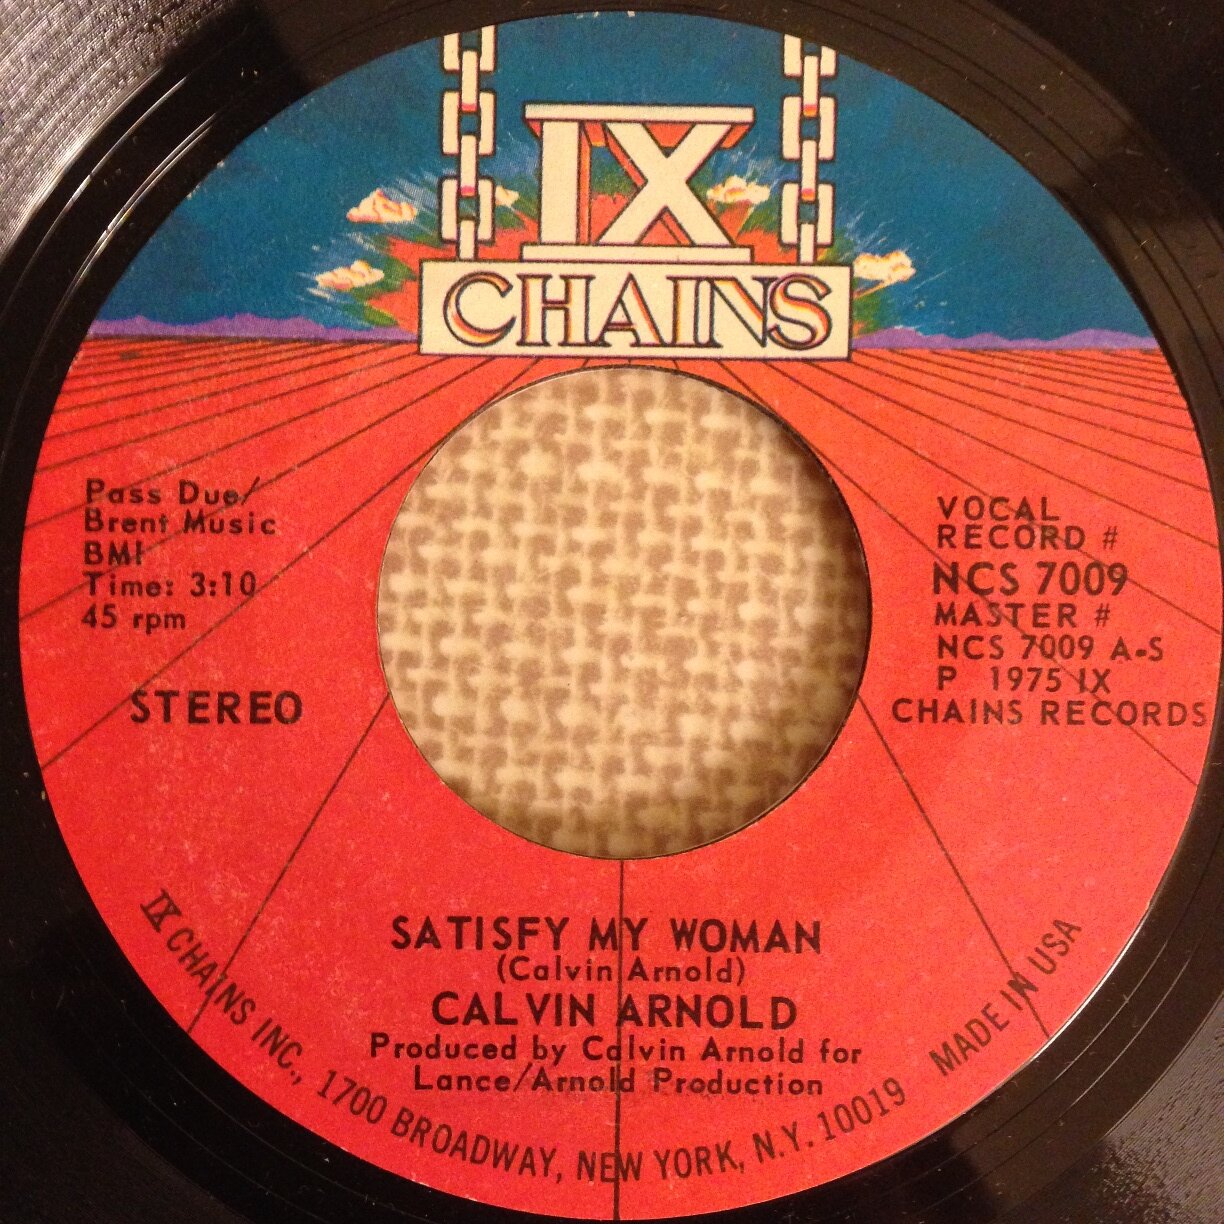 IX
CHAINS
Pass Due/
Brent Music
BMI
Time: 3:10
45 rpm
STEREO
VOCAL
RECORD #
NCS 7009
MASTER #
NCS 7009 A-S
P 1975 IX
CHAINS RECORDS
SATISFY MY WOMAN
(Calvin Arnold)
CALVIN ARNOLD
Produced by Calvin Arnold for
Lance/Arnold Production
IX CHAINS INC., 1700 BROADWAY, NEW YORK, N.Y. 10019 MADE IN USA